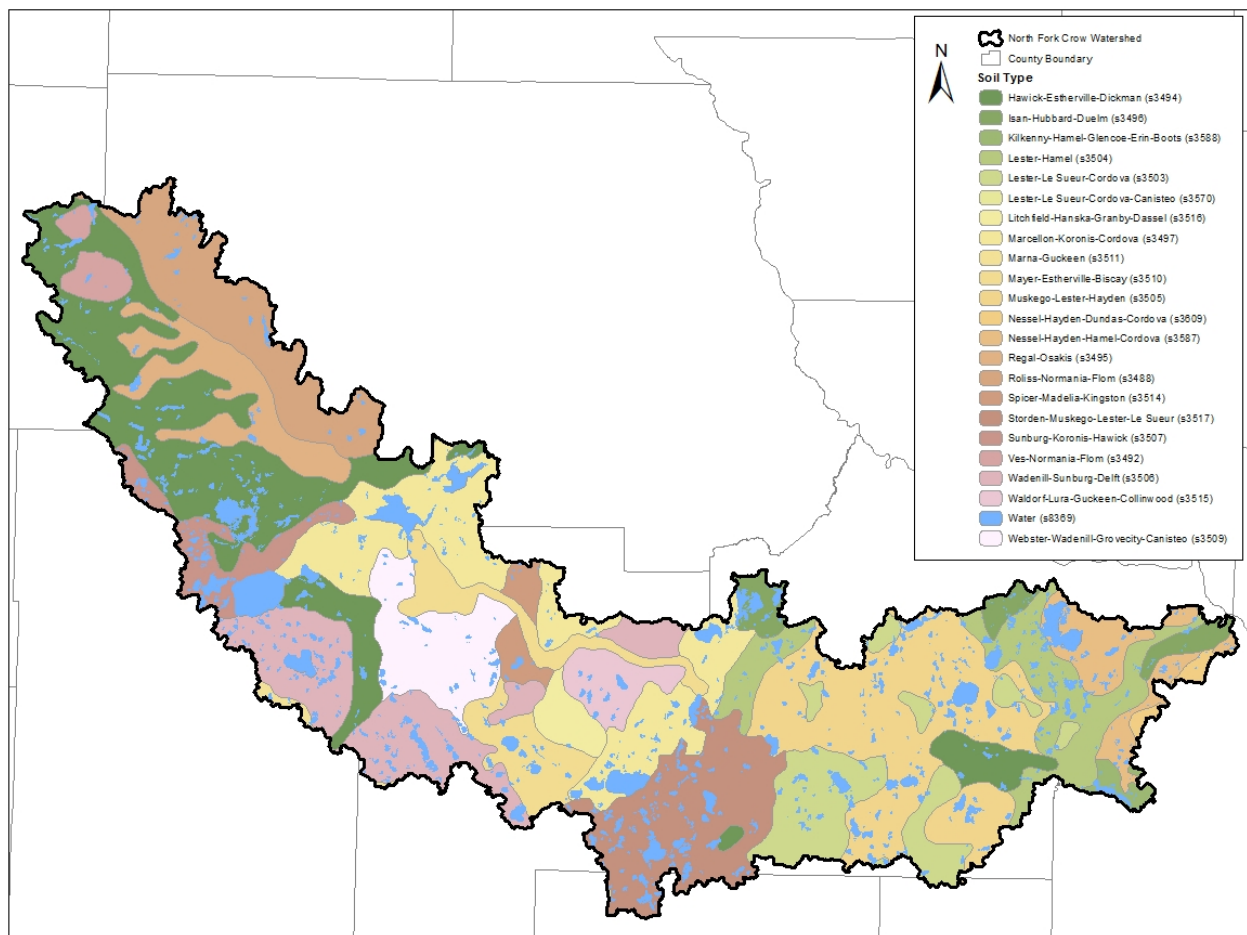 North Fork Crow Watershed
N
County Boundary
Soil Type
Hawick-Estherville-Dickman (s3494)
Isan-Hubbard-Duelm (s3496)
Kilkenny-Hamel-Glencoe-Erin-Boots (s3588)
Lester-Hamel (s3504)
Lester-Le Sueur-Cordova (s3503)
Lester-Le Sueur-Cordova-Canisteo (s3570)
Litchfield-Hanska-Granby-Dassel (s3516)
Marcellon-Koronis-Cordova (s3497)
Marna-Guckeen (s3511)
Mayer-Estherville-Biscay (s3510)
Muskego-Lester-Hayden (s3505)
Nessel-Hayden-Dundas-Cordova (s3609)
Nessel-Hayden-Hamel-Cordova (s3587)
Regal-Osakis (s3495)
Roliss-Normania-Flom (s3488)
Spicer-Madelia-Kingston (s3514)
Storden-Muskego-Lester-Le Sueur (s3517)
Sunburg-Koronis-Hawick (s3507)
Ves-Normania-Flom (s3492)
Wadenill-Sunburg-Delft (s3506)
Waldorf-Lura-Guckeen-Collinwood (s3515)
Water (s8369)
Webster-Wadenill-Grovecity-Canisteo (s3509)